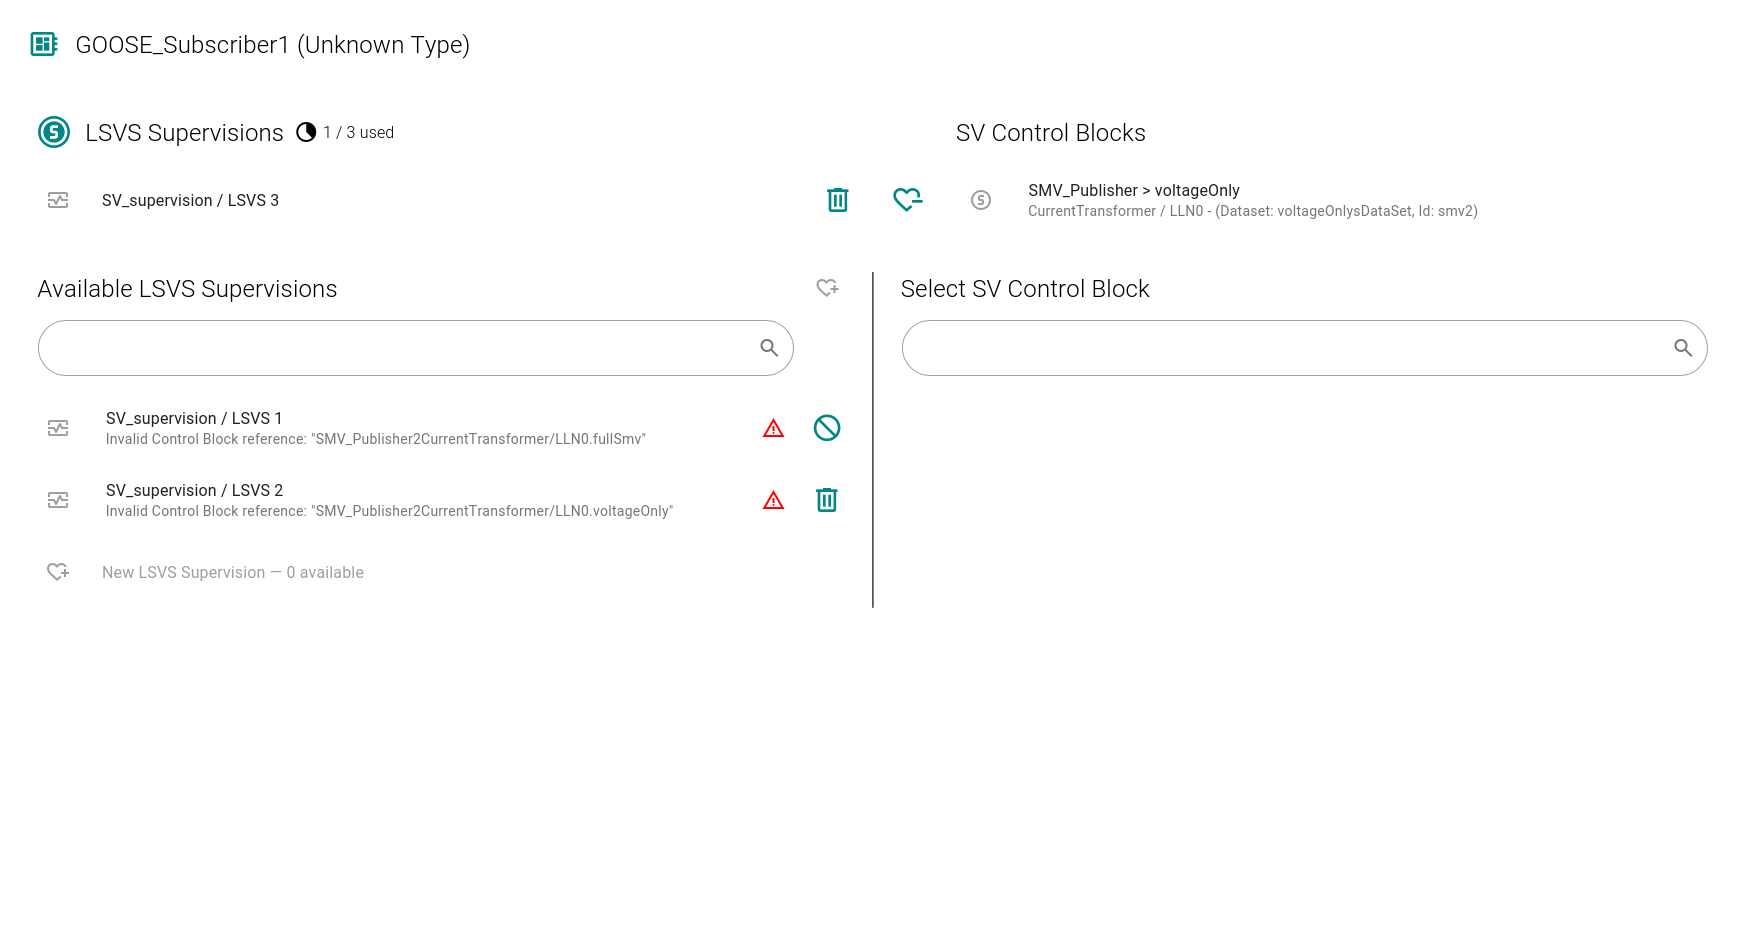 GOOSE_Subscriber1 (Unknown Type)
LSVS Supervisions 1 / 3 used
SV Control Blocks
SV_supervision / LSVS 3
SMV_Publisher > voltageOnly
CurrentTransformer / LLN0 - (Dataset: voltageOnlysDataSet, Id: smv2)
Available LSVS Supervisions
Select SV Control Block
SV_supervision / LSVS 1
Invalid Control Block reference: "SMV_Publisher2CurrentTransformer/LLN0.fullSmv"
SV_supervision / LSVS 2
Invalid Control Block reference: "SMV_Publisher2CurrentTransformer/LLN0.voltageOnly"
New LSVS Supervision — 0 available